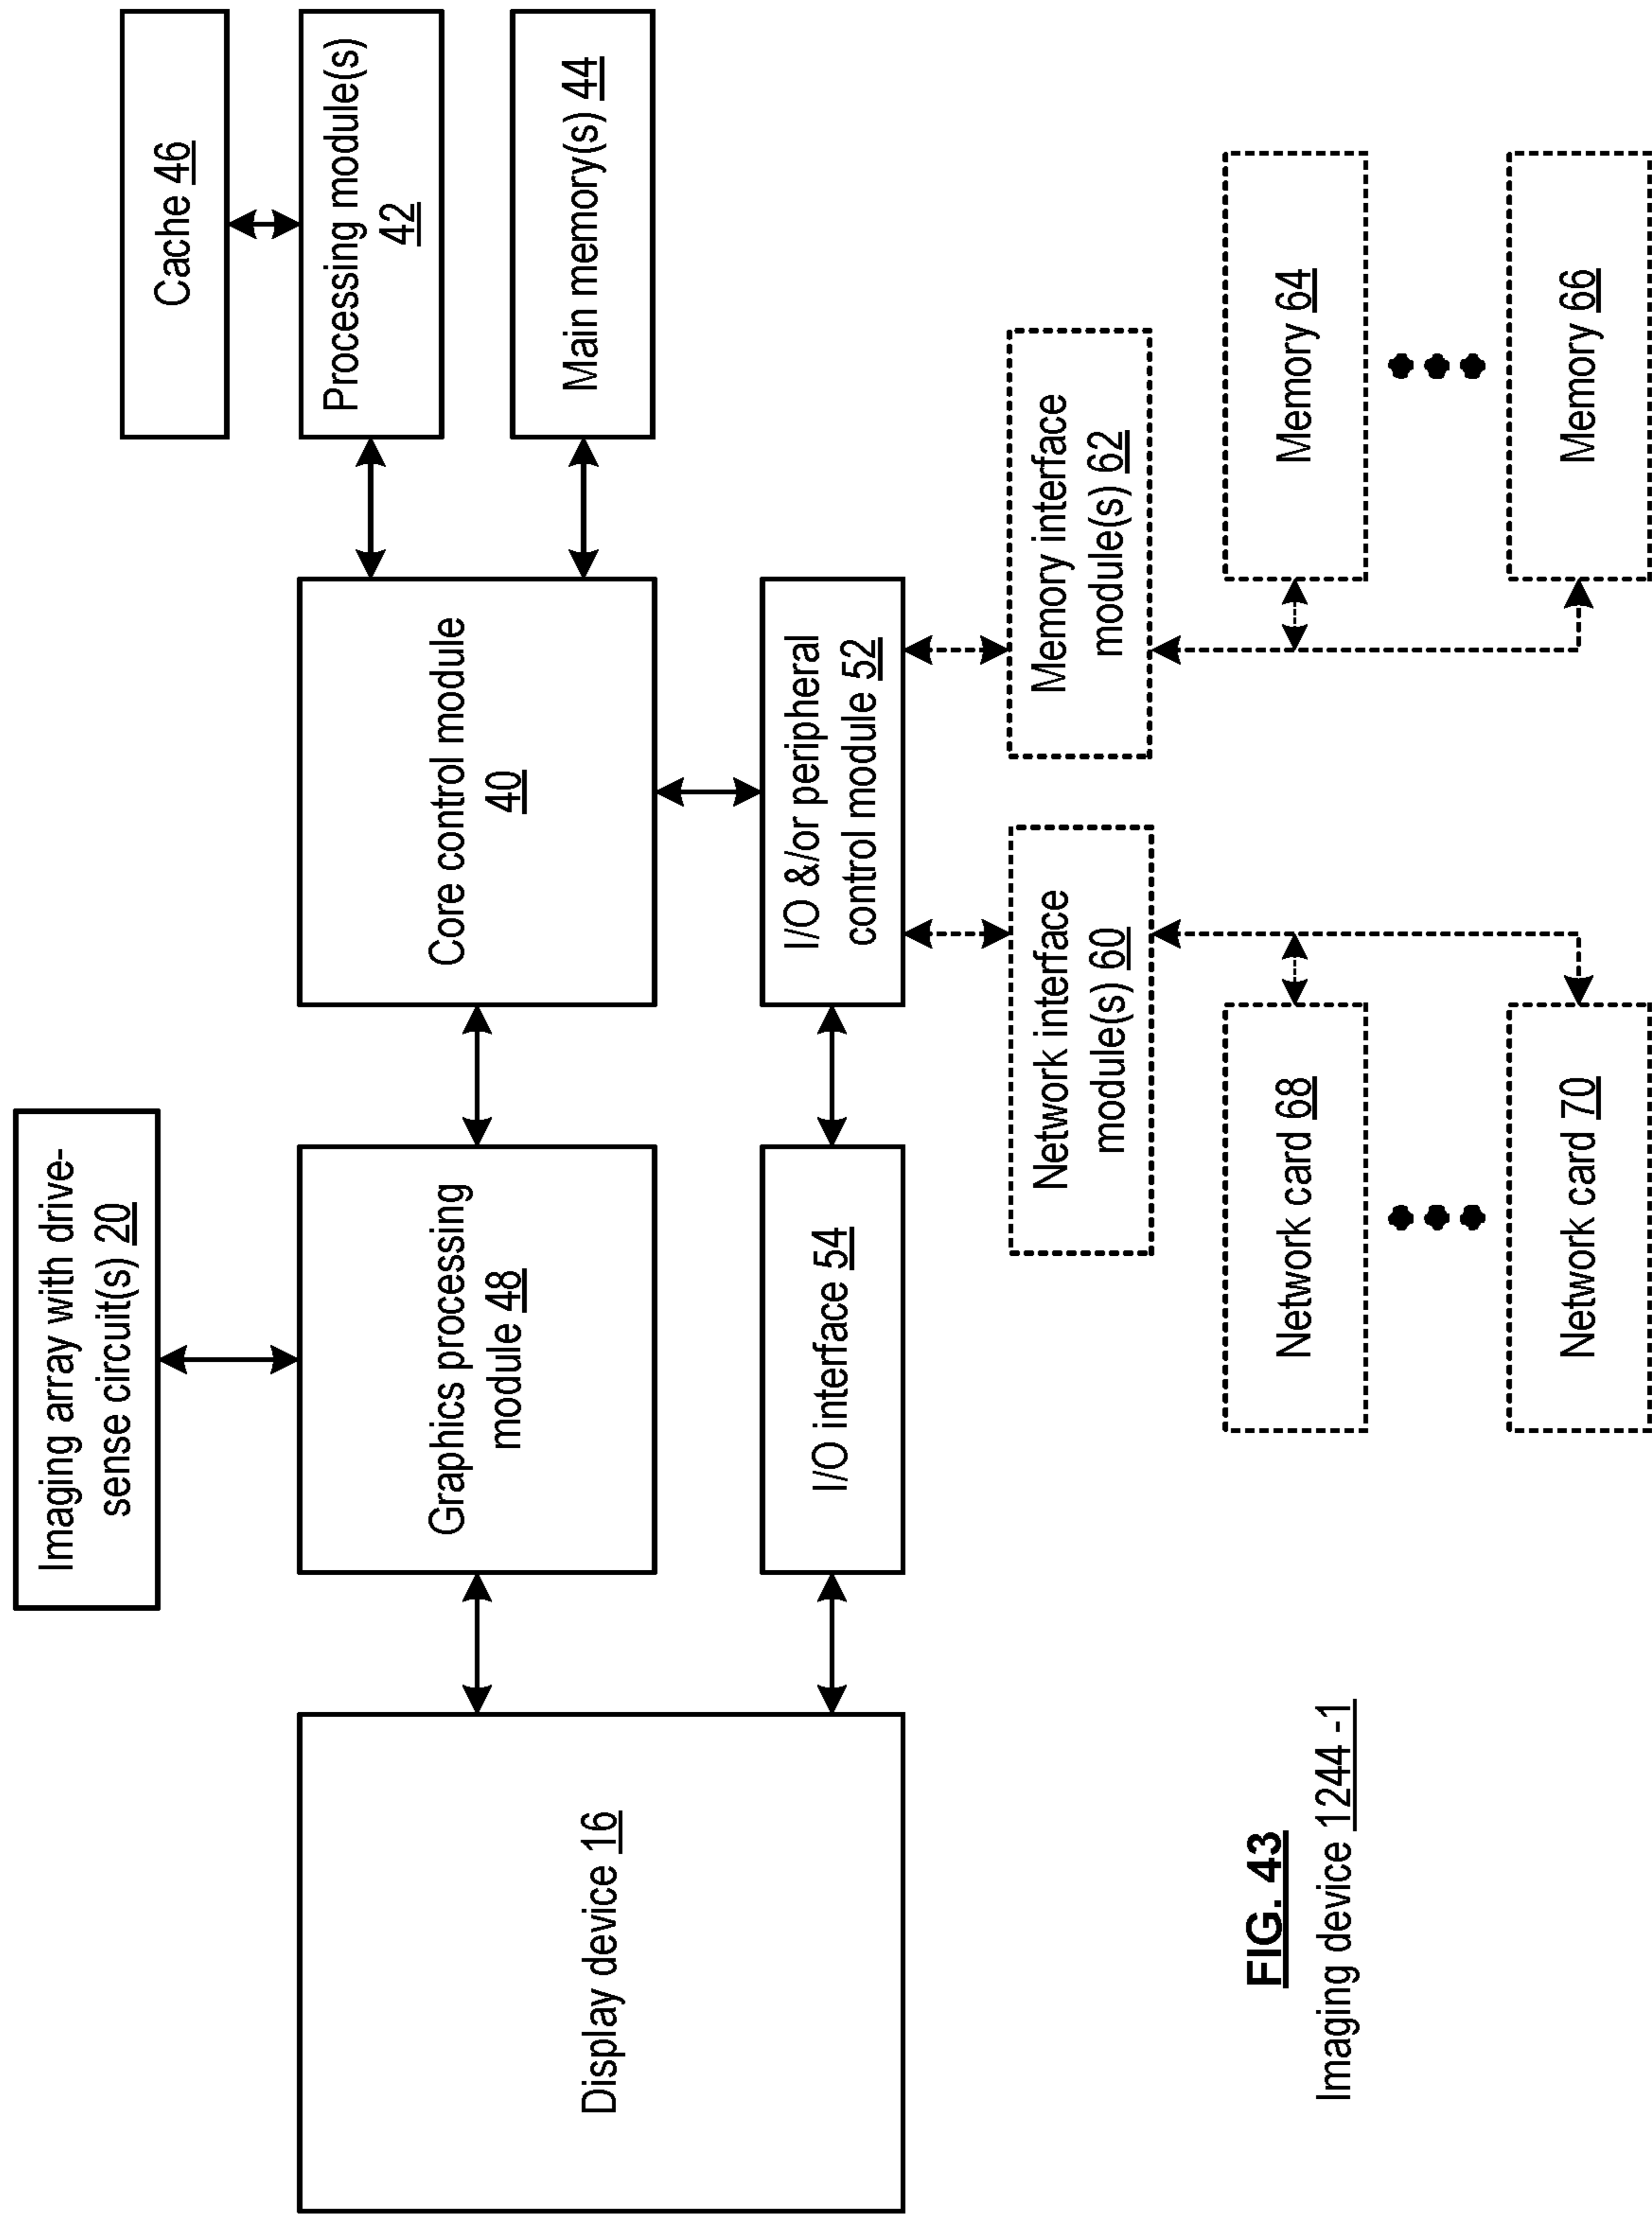 Imaging array with drive-
sense circuit(s) 20
Cache 46
Processing module(s)
42
Main memory(s) 44
Core control module
40
Graphics processing
module 48
Display device 16
I/O interface 54
I/O &/or peripheral
control module 52
Network interface
module(s) 60
Memory interface
module(s) 62
Network card 68
Network card 70
Memory 64
Memory 66
FIG. 43
Imaging device 1244 -1